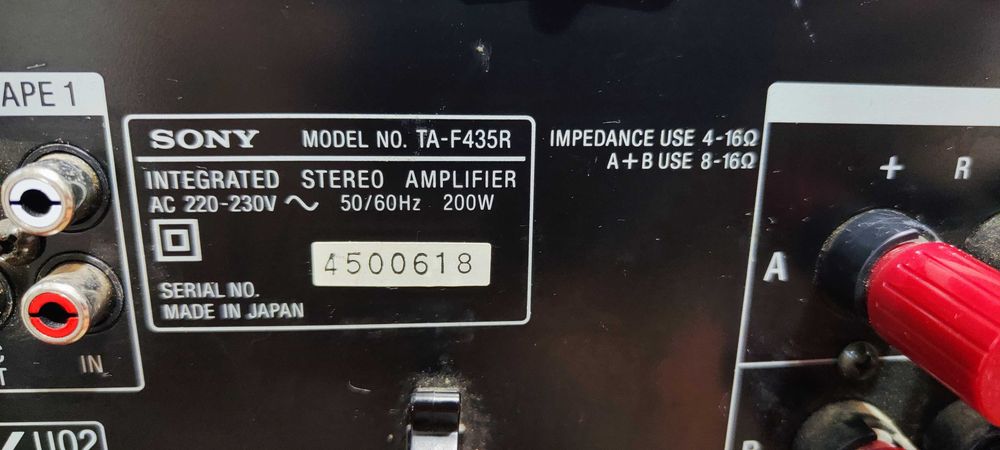 APE 1
SONY MODEL NO. TA-F435R
INTEGRATED STEREO AMPLIFIER
AC 220-230V ~ 50/60Hz 200W
4500618
SERIAL NO.
MADE IN JAPAN
IN
IMPEDANCE USE 4-16Ω
A+B USE 8-16Ω
+ R
A